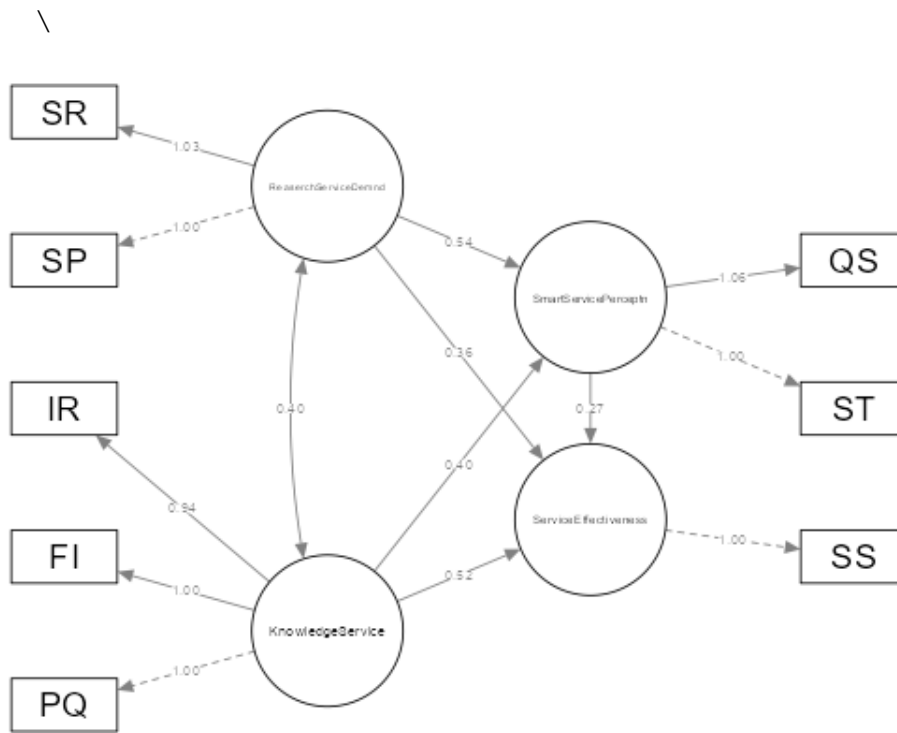 \
SR
1.03
ReaserchServiceDemnd
SP
1.00
0.54
SmartServicePerceptn
QS
1.06
IR
0.36
1.00
ST
0.40
0.27
0.40
0.94
ServiceEffectiveness
FI
1.00
0.52
1.00
SS
KnowledgeService
1.00
PQ